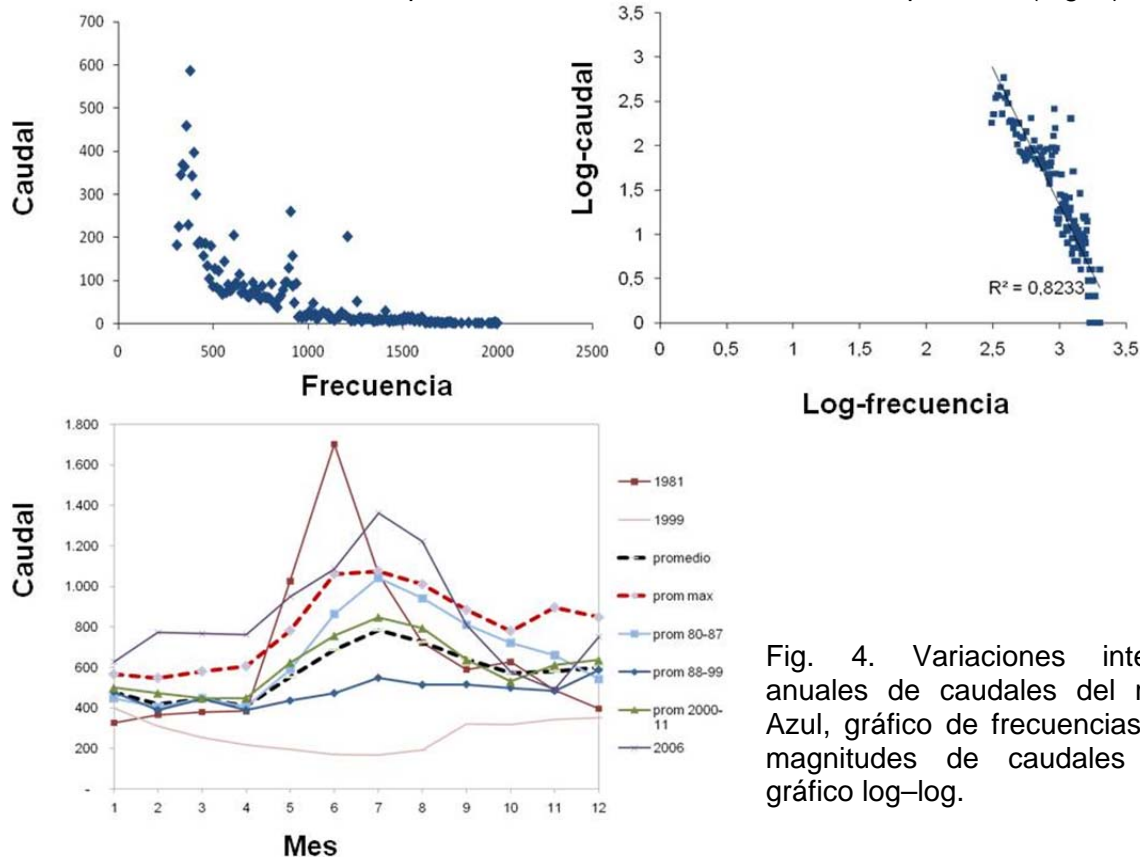 700
600
500
400
300
200
100
0
Caudal
0 500 1000 1500 2000 2500
Frecuencia
3,5
3
2,5
2
1,5
1
0,5
0
Log-caudal
R² = 0,8233
0 0,5 1 1,5 2 2,5 3 3,5
Log-frecuencia
1.800
1.600
1.400
1.200
1.000
800
600
400
200
-
Caudal
1 2 3 4 5 6 7 8 9 10 11 12
Mes
1981
1999
promedio
prom max
prom 80-87
prom 88-99
prom 2000-
11
2006
Fig. 4. Variaciones inte
anuales de caudales del
Azul, gráfico de frecuencias
magnitudes de caudales
gráfico log–log.